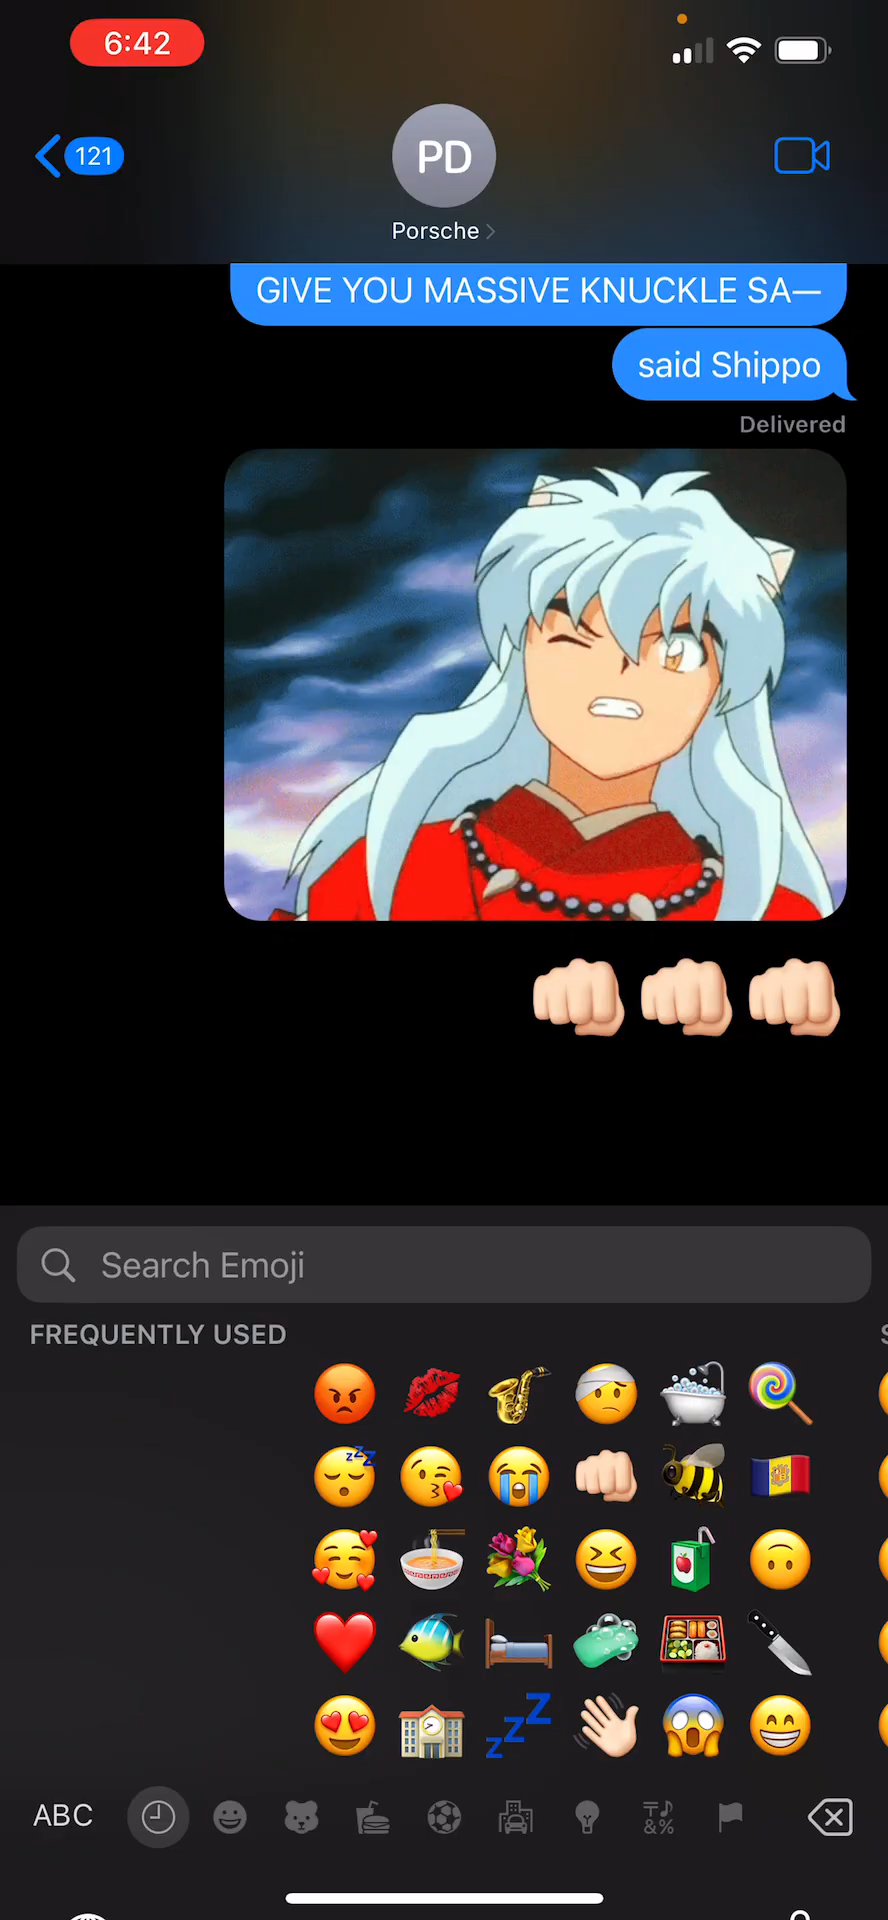 6:42
121
PD
Porsche
GIVE YOU MASSIVE KNUCKLE SA—
said Shippo
Delivered
Search Emoji
FREQUENTLY USED
ABC